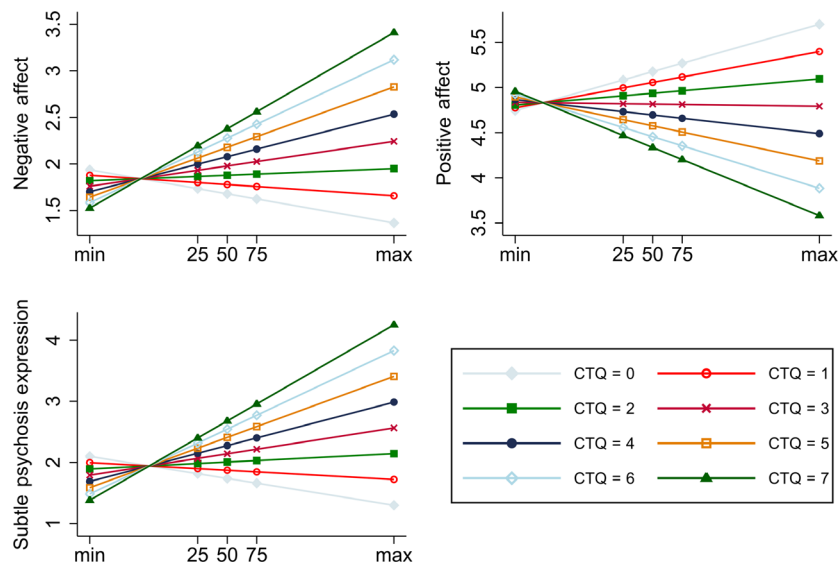 Negative affect
3.5
3
2.5
2
1.5
min 25 50 75 max
Positive affect
5.5
5
4.5
4
3.5
min 25 50 75 max
Subtle psychosis expression
4
3
2
1
min 25 50 75 max
CTQ = 0 CTQ = 1
CTQ = 2 CTQ = 3
CTQ = 4 CTQ = 5
CTQ = 6 CTQ = 7